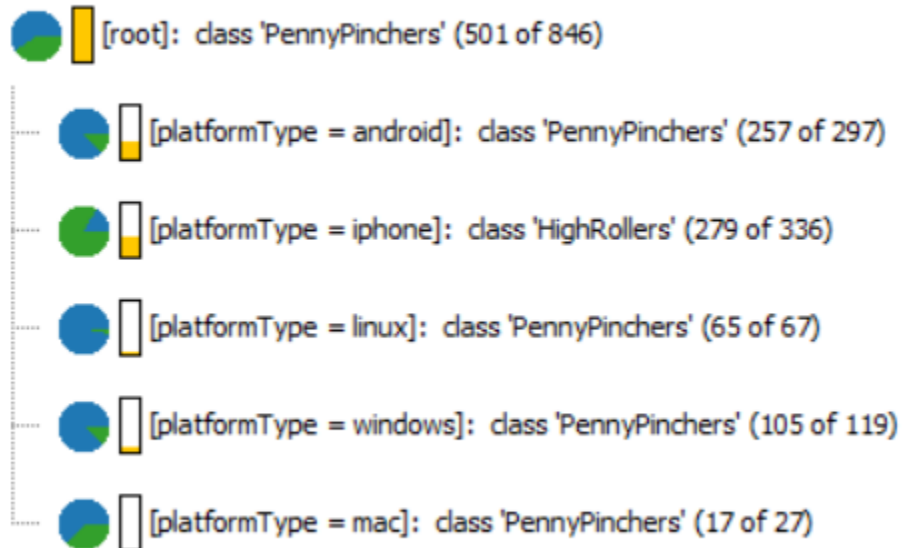 [root]: class 'PennyPinchers' (501 of 846)
[platformType = android]: class 'PennyPinchers' (257 of 297)
[platformType = iphone]: class 'HighRollers' (279 of 336)
[platformType = linux]: class 'PennyPinchers' (65 of 67)
[platformType = windows]: class 'PennyPinchers' (105 of 119)
[platformType = mac]: class 'PennyPinchers' (17 of 27)